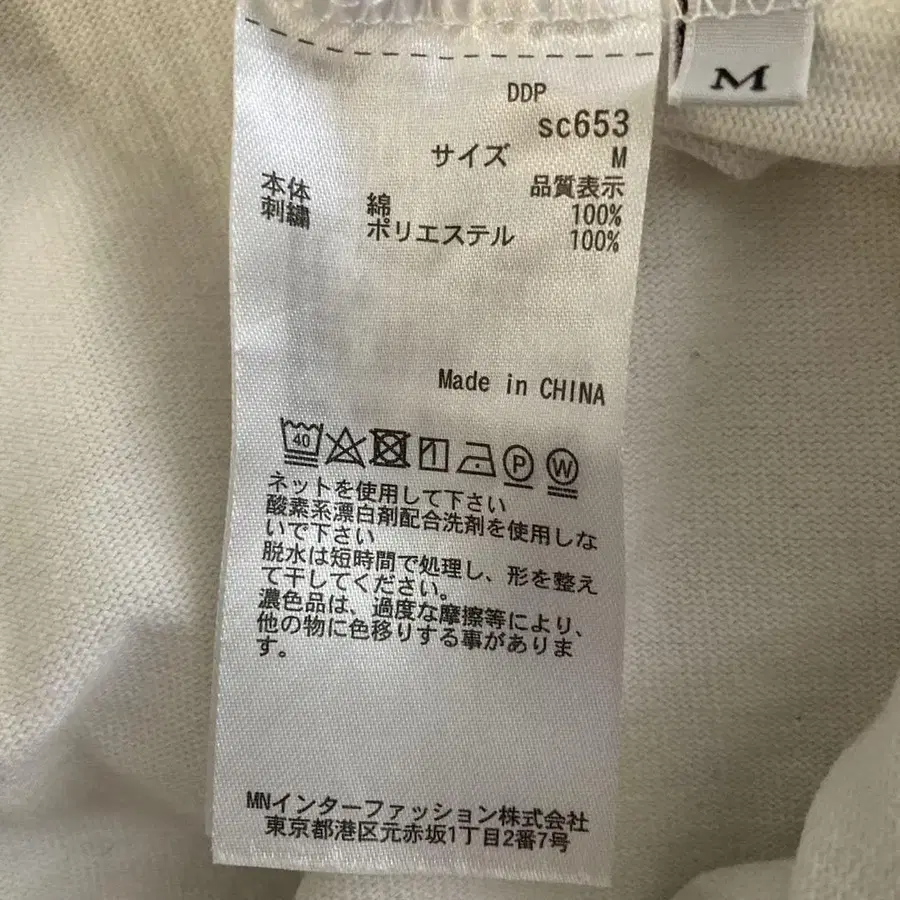 M
DDP
sc653
サイズ M
品質表示
本体 綿 100%
刺繍 ポリエステル 100%
Made in CHINA
40 P W
ネットを使用して下さい
酸素系漂白剤配合洗剤を使用しな
いで下さい
脱水は短時間で処理し、形を整え
て干してください。
濃色品は、過度な摩擦等により、
他の物に色移りする事がありま
す。
MNインターファッション株式会社
東京都港区元赤坂1丁目2番7号